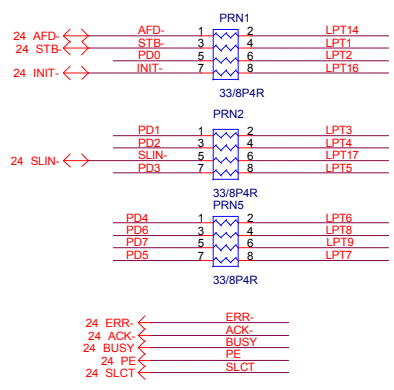 PRN1
24 AFD- AFD- 1 2 LPT14
24 STB- STB- 3 4 LPT1
PD0 5 6 LPT2
24 INIT- INIT- 7 8 LPT16
33/8P4R
PRN2
PD1 1 2 LPT3
PD2 3 4 LPT4
24 SLIN- SLIN- 5 6 LPT17
PD3 7 8 LPT5
33/8P4R
PRN5
PD4 1 2 LPT6
PD6 3 4 LPT8
PD7 5 6 LPT9
PD5 7 8 LPT7
33/8P4R
24 ERR- ERR-
24 ACK- ACK-
24 BUSY BUSY
24 PE PE
24 SLCT SLCT